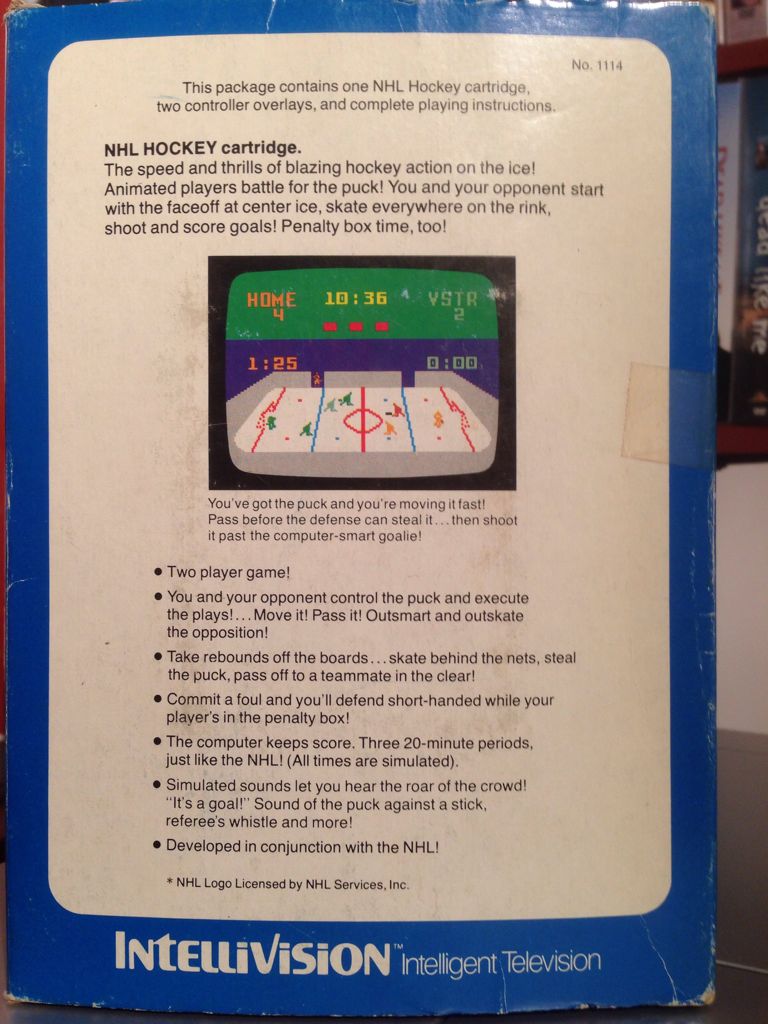 No. 1114
This package contains one NHL Hockey cartridge,
two controller overlays, and complete playing instructions.
NHL HOCKEY cartridge.
The speed and thrills of blazing hockey action on the ice!
Animated players battle for the puck! You and your opponent start
with the faceoff at center ice, skate everywhere on the rink,
shoot and score goals! Penalty box time, too!
HOME 10:36 VSTR
4 2
1:25 0:00
You've got the puck and you're moving it fast!
Pass before the defense can steal it...then shoot
it past the computer-smart goalie!
• Two player game!
• You and your opponent control the puck and execute
the plays!...Move it! Pass it! Outsmart and outskate
the opposition!
• Take rebounds off the boards...skate behind the nets, steal
the puck, pass off to a teammate in the clear!
• Commit a foul and you'll defend short-handed while your
player's in the penalty box!
• The computer keeps score. Three 20-minute periods,
just like the NHL! (All times are simulated).
• Simulated sounds let you hear the roar of the crowd!
"It's a goal!" Sound of the puck against a stick,
referee's whistle and more!
• Developed in conjunction with the NHL!
* NHL Logo Licensed by NHL Services, Inc.
INTELLIVISION™ Intelligent Television
dead like me